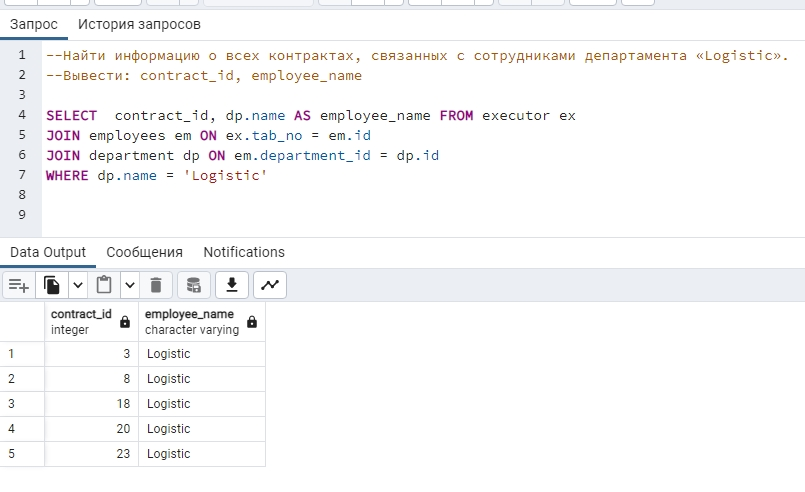 Запрос История запросов
1 --Найти информацию о всех контрактах, связанных с сотрудниками департамента «Logistic».
2 --Вывести: contract_id, employee_name
3
4 SELECT  contract_id, dp.name AS employee_name FROM executor ex
5 JOIN employees em ON ex.tab_no = em.id
6 JOIN department dp ON em.department_id = dp.id
7 WHERE dp.name = 'Logistic'
8
9
Data Output Сообщения Notifications
contract_id employee_name
integer character varying
1 3 Logistic
2 8 Logistic
3 18 Logistic
4 20 Logistic
5 23 Logistic